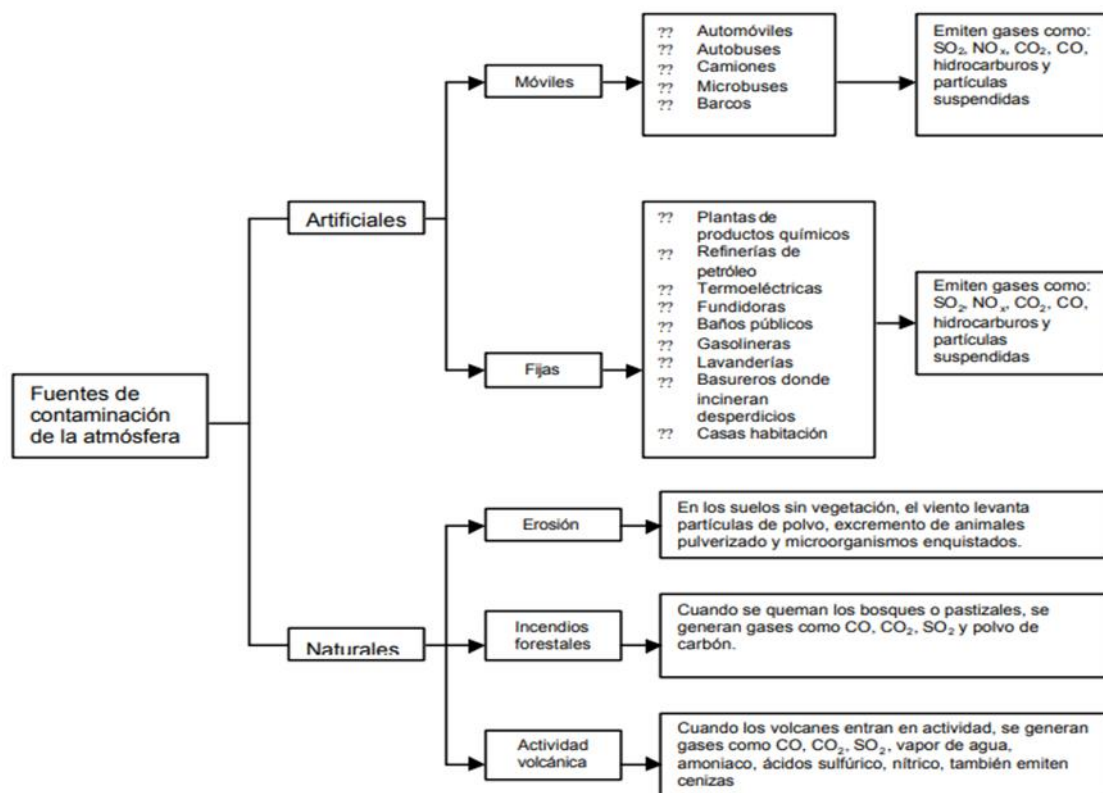 Fuentes de
contaminación
de la atmósfera
Artificiales
Móviles
?? Automóviles
?? Autobuses
?? Camiones
?? Microbuses
?? Barcos
Emiten gases como:
SO₂, NOₓ, CO₂, CO,
hidrocarburos y
partículas
suspendidas
Fijas
?? Plantas de
productos químicos
?? Refinerías de
petróleo
?? Termoeléctricas
?? Fundidoras
?? Baños públicos
?? Gasolineras
?? Lavanderías
?? Basureros donde
incineran
desperdicios
?? Casas habitación
Emiten gases como:
SO₂, NOₓ, CO₂, CO,
hidrocarburos y
partículas
suspendidas
Naturales
Erosión
En los suelos sin vegetación, el viento levanta
partículas de polvo, excremento de animales
pulverizado y microorganismos enquistados.
Incendios
forestales
Cuando se queman los bosques o pastizales, se
generan gases como CO, CO₂, SO₂ y polvo de
carbón.
Actividad
volcánica
Cuando los volcanes entran en actividad, se generan
gases como CO, CO₂, SO₂, vapor de agua,
amoniaco, ácidos sulfúrico, nítrico, también emiten
cenizas